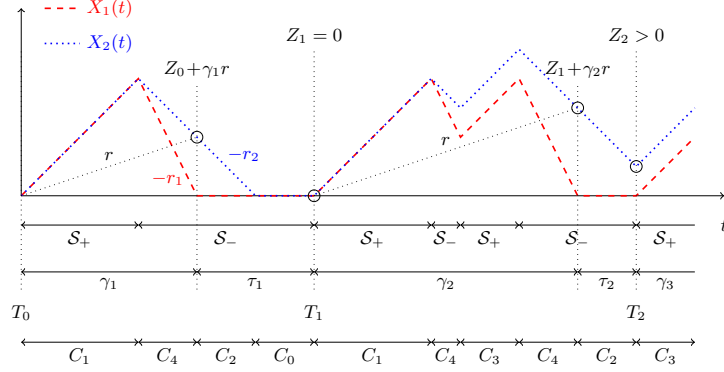 X₁(t)
X₂(t)
Z₁ = 0
Z₂ > 0
Z₀+γ₁r
Z₁+γ₂r
r
−r₂
r
−r₁
t
𝒮₊
𝒮₋
𝒮₊
𝒮₋
𝒮₊
𝒮₋
𝒮₊
γ₁
τ₁
γ₂
τ₂
γ₃
T₀
T₁
T₂
C₁
C₄
C₂
C₀
C₁
C₄
C₃
C₄
C₂
C₃